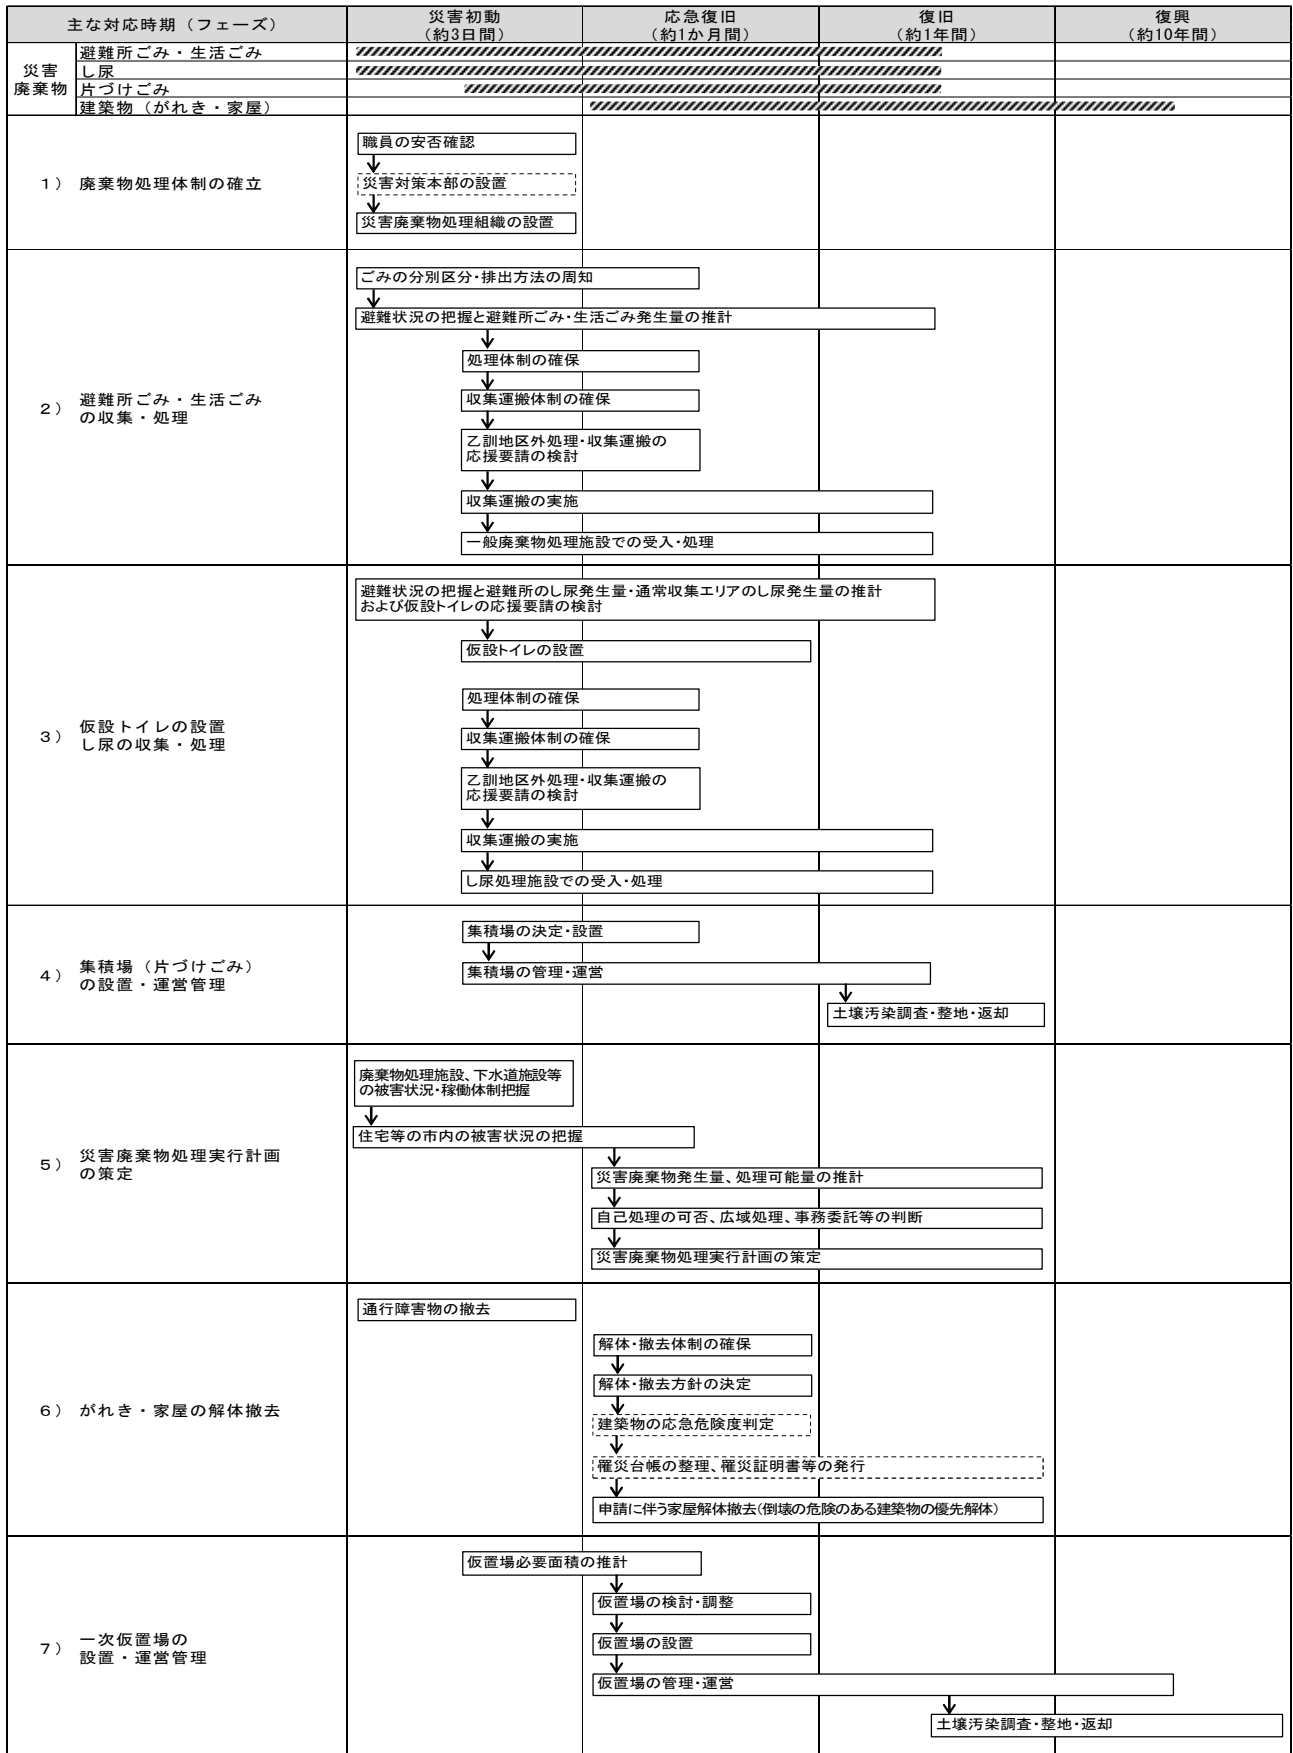 主な対応時期（フェーズ）
災害初動
（約3日間）
応急復旧
（約1か月間）
復旧
（約1年間）
復興
（約10年間）
災害
廃棄物
避難所ごみ・生活ごみ
し尿
片づけごみ
建築物（がれき・家屋）
1） 廃棄物処理体制の確立
職員の安否確認
災害対策本部の設置
災害廃棄物処理組織の設置
2） 避難所ごみ・生活ごみ
の収集・処理
ごみの分別区分・排出方法の周知
避難状況の把握と避難所ごみ・生活ごみ発生量の推計
処理体制の確保
収集運搬体制の確保
乙訓地区外処理・収集運搬の
応援要請の検討
収集運搬の実施
一般廃棄物処理施設での受入・処理
3） 仮設トイレの設置
し尿の収集・処理
避難状況の把握と避難所のし尿発生量・通常収集エリアのし尿発生量の推計
および仮設トイレの応援要請の検討
仮設トイレの設置
処理体制の確保
収集運搬体制の確保
乙訓地区外処理・収集運搬の
応援要請の検討
収集運搬の実施
し尿処理施設での受入・処理
4） 集積場（片づけごみ）
の設置・運営管理
集積場の決定・設置
集積場の管理・運営
土壌汚染調査・整地・返却
5） 災害廃棄物処理実行計画
の策定
廃棄物処理施設、下水道施設等
の被害状況・稼働体制把握
住宅等の市内の被害状況の把握
災害廃棄物発生量、処理可能量の推計
自己処理の可否、広域処理、事務委託等の判断
災害廃棄物処理実行計画の策定
6） がれき・家屋の解体撤去
通行障害物の撤去
解体・撤去体制の確保
解体・撤去方針の決定
建築物の応急危険度判定
罹災台帳の整理、罹災証明書等の発行
申請に伴う家屋解体撤去（倒壊の危険のある建築物の優先解体）
7） 一次仮置場の
設置・運営管理
仮置場必要面積の推計
仮置場の検討・調整
仮置場の設置
仮置場の管理・運営
土壌汚染調査・整地・返却